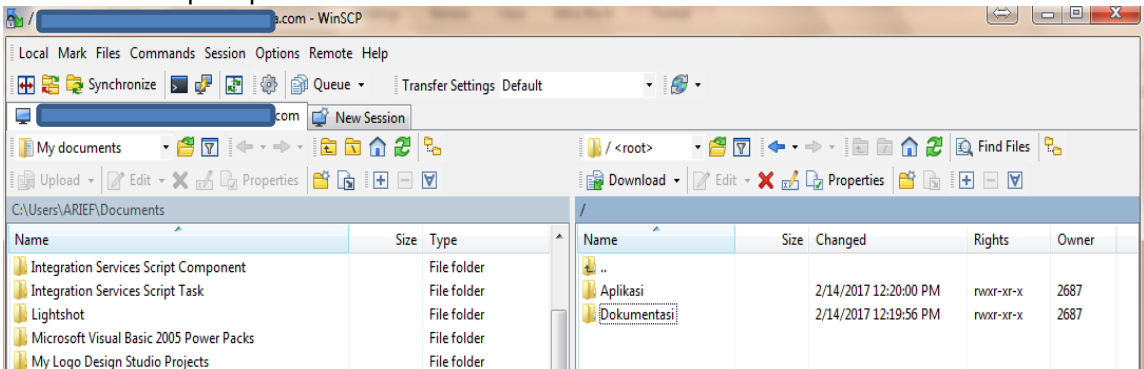 / a.com - WinSCP
Local Mark Files Commands Session Options Remote Help
Synchronize Queue Transfer Settings Default
com New Session
My documents / <root> Find Files
Upload Edit Properties Download Edit Properties
C:\Users\ARIEF\Documents /
Name Size Type Name Size Changed Rights Owner
Integration Services Script Component File folder ..
Integration Services Script Task File folder Aplikasi 2/14/2017 12:20:00 PM rwxr-xr-x 2687
Lightshot File folder Dokumentasi 2/14/2017 12:19:56 PM rwxr-xr-x 2687
Microsoft Visual Basic 2005 Power Packs File folder
My Logo Design Studio Projects File folder